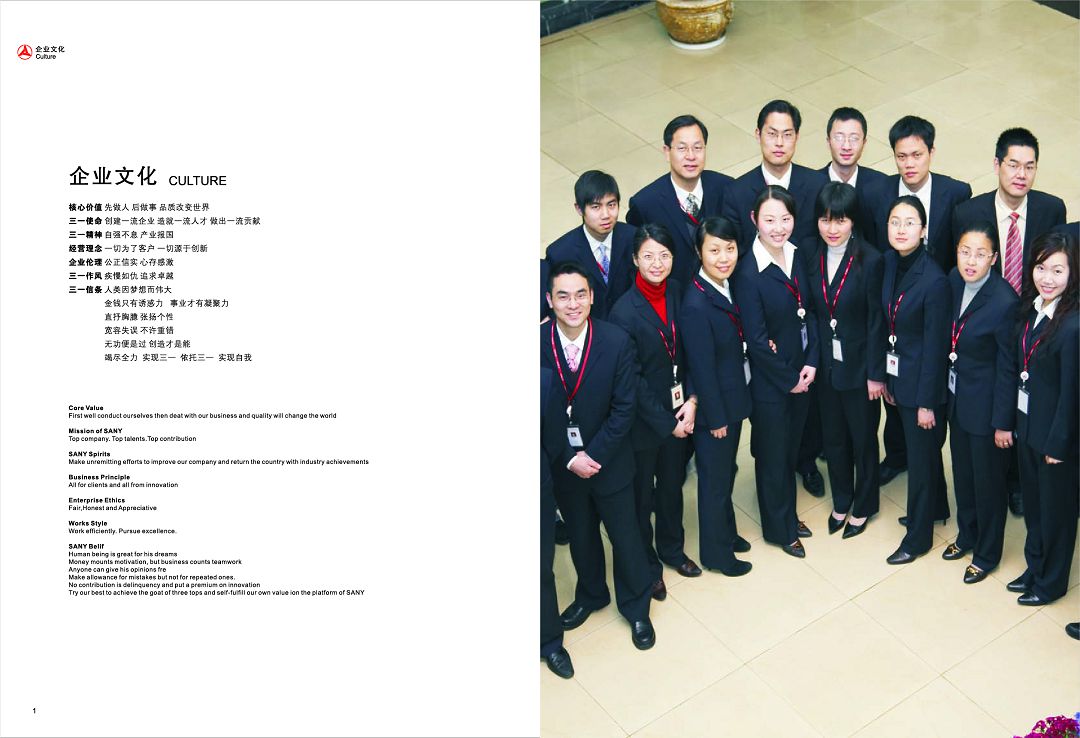 企业文化
Culture
企业文化 CULTURE
核心价值 先做人 后做事 品质改变世界
三一使命 创建一流企业 造就一流人才 做出一流贡献
三一精神 自强不息 产业报国
经营理念 一切为了客户 一切源于创新
企业伦理 公正信实 心存感激
三一作风 疾慢如仇 追求卓越
三一信条 人类因梦想而伟大
金钱只有诱惑力 事业才有凝聚力
直抒胸臆 张扬个性
宽容失误 不许重错
无功便是过 创造才是能
竭尽全力 实现三一 依托三一 实现自我
Core Value
First well conduct ourselves then deat with our business and quality will change the world
Mission of SANY
Top company. Top talents.Top contribution
SANY Spirits
Make unremitting efforts to improve our company and return the country with industry achievements
Business Principle
All for clients and all from innovation
Enterprise Ethics
Fair,Honest and Appreciative
Works Style
Work efficiently. Pursue excellence.
SANY Belif
Human being is great for his dreams
Money mounts motivation, but business counts teamwork
Anyone can give his opinions fre
Make allowance for mistakes but not for repeated ones.
No contribution is delinquency and put a premium on innovation
Try our best to achieve the goat of three tops and self-fulfill our own value ion the platform of SANY
1